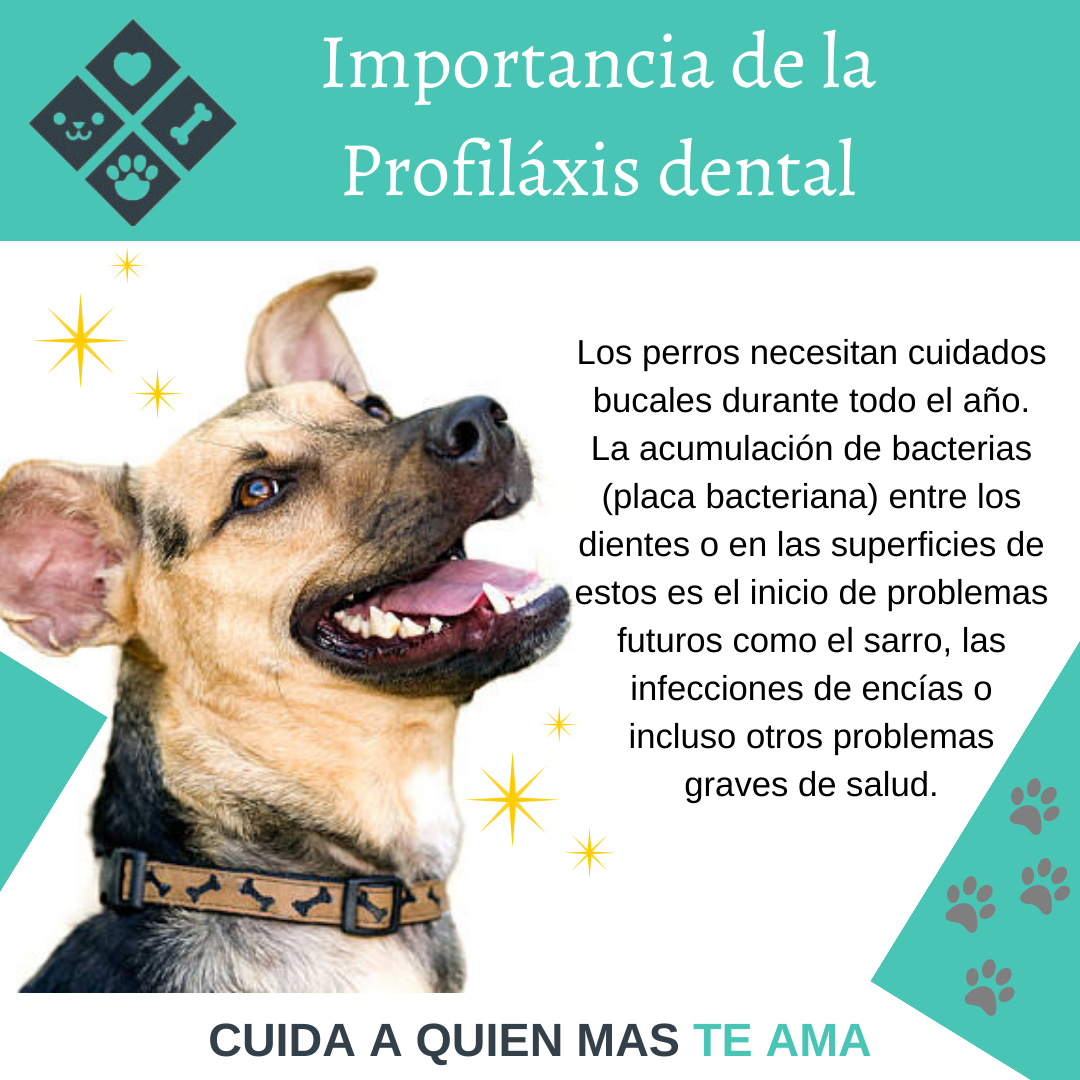 Importancia de la
Profiláxis dental
Los perros necesitan cuidados
bucales durante todo el año.
La acumulación de bacterias
(placa bacteriana) entre los
dientes o en las superficies de
estos es el inicio de problemas
futuros como el sarro, las
infecciones de encías o
incluso otros problemas
graves de salud.
CUIDA A QUIEN MAS TE AMA